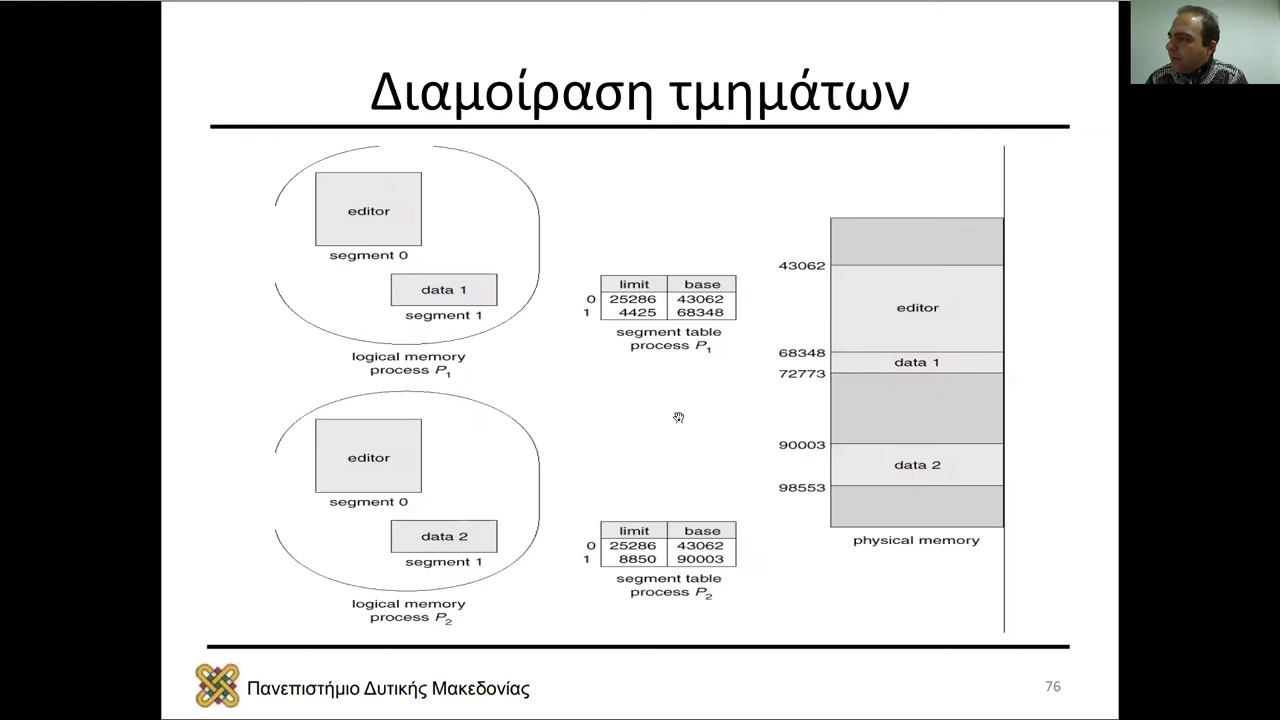 Διαμοίραση τμημάτων
editor
segment 0
data 1
segment 1
logical memory
process P1
limit base
0 25286 43062
1 4425 68348
segment table
process P1
editor
segment 0
data 2
segment 1
logical memory
process P2
limit base
0 25286 43062
1 8850 90003
segment table
process P2
43062
editor
68348
data 1
72773
90003
data 2
98553
physical memory
Πανεπιστήμιο Δυτικής Μακεδονίας
76